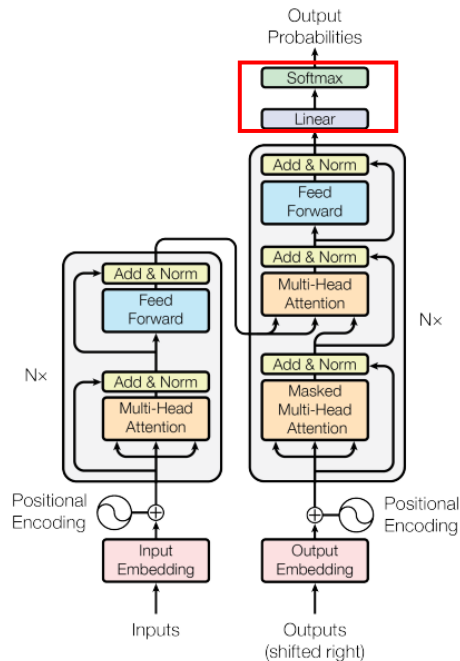 Output
Probabilities
Softmax
Linear
Add & Norm
Feed
Forward
Add & Norm
Multi-Head
Attention
Add & Norm
Masked
Multi-Head
Attention
Nx
Add & Norm
Feed
Forward
Add & Norm
Multi-Head
Attention
N×
Positional
Encoding
Positional
Encoding
Input
Embedding
Output
Embedding
Inputs
Outputs
(shifted right)